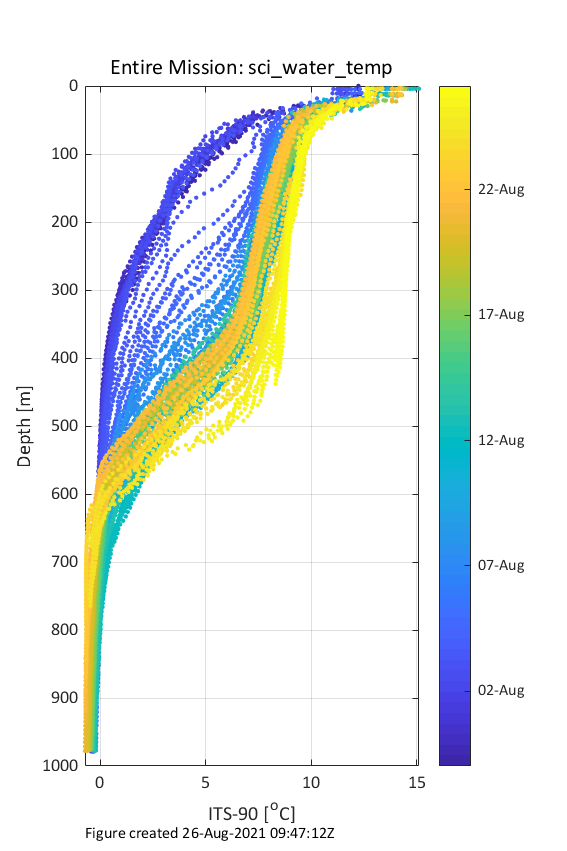 Entire Mission: sci_water_temp
0
100
200
300
400
500
600
700
800
900
1000
Depth [m]
0 5 10 15
ITS-90 [°C]
22-Aug
17-Aug
12-Aug
07-Aug
02-Aug
Figure created 26-Aug-2021 09:47:12Z